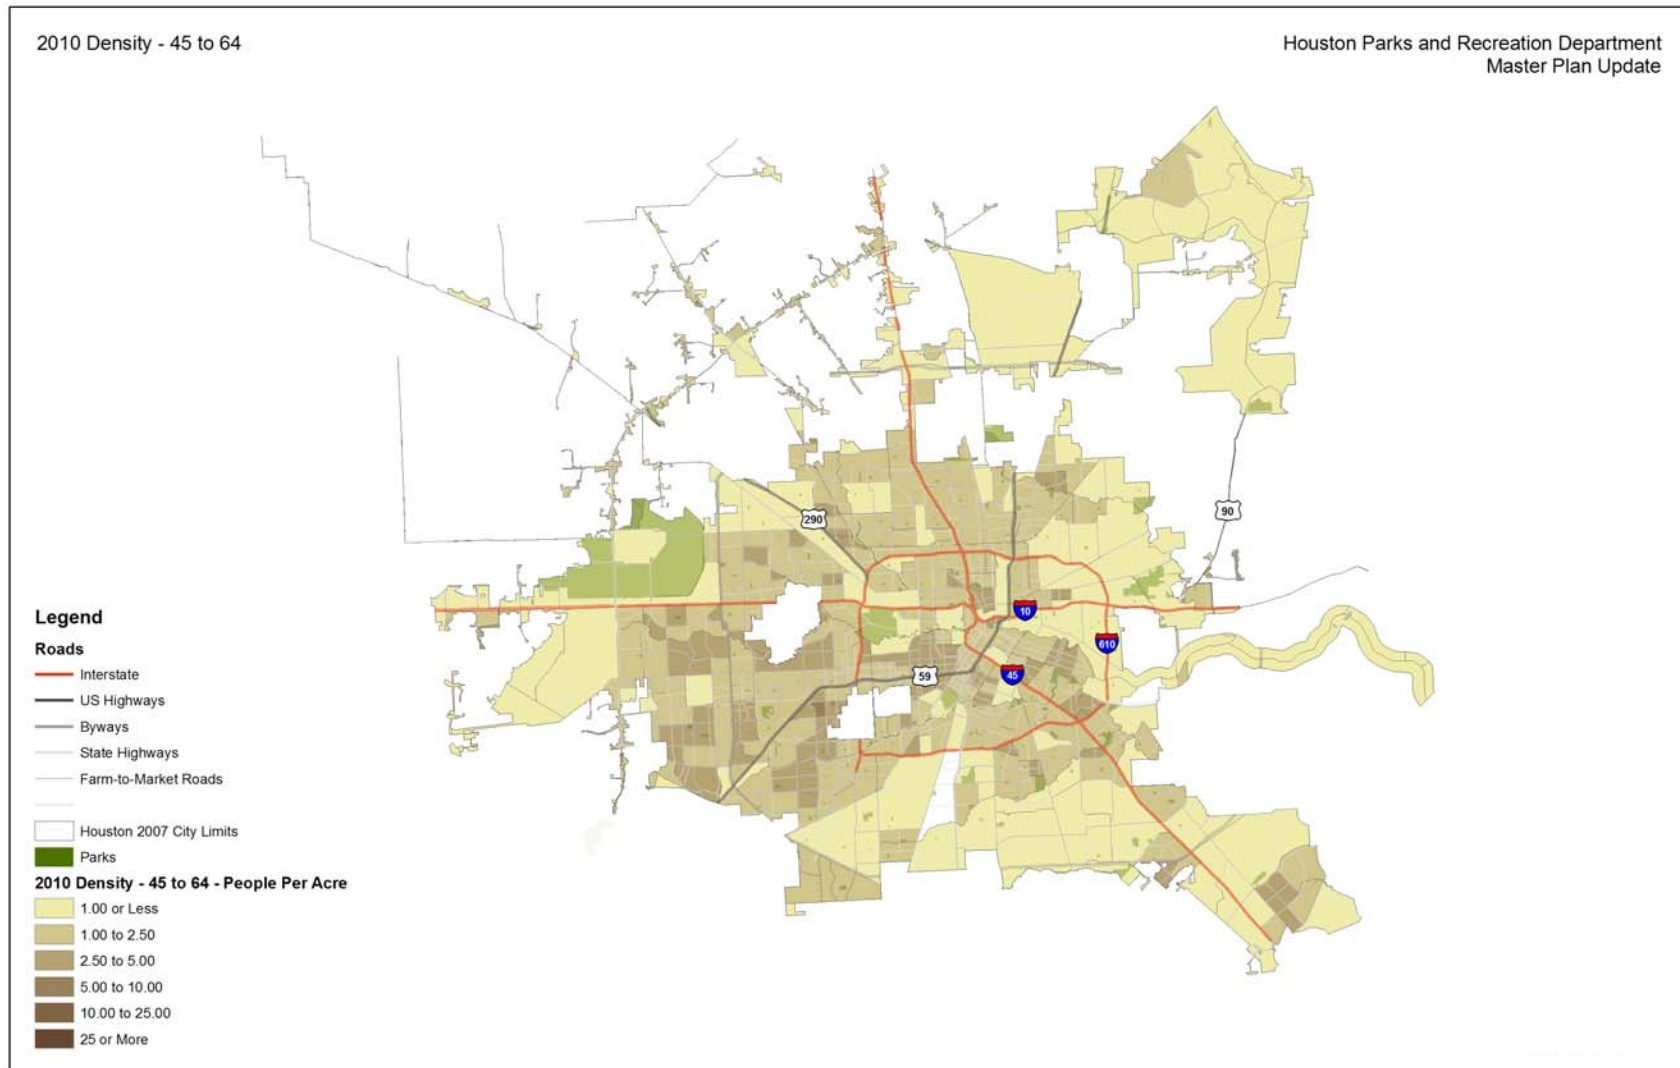 2010 Density - 45 to 64
Houston Parks and Recreation Department
Master Plan Update
290
90
10
610
59
45
Legend
Roads
Interstate
US Highways
Byways
State Highways
Farm-to-Market Roads
Houston 2007 City Limits
Parks
2010 Density - 45 to 64 - People Per Acre
1.00 or Less
1.00 to 2.50
2.50 to 5.00
5.00 to 10.00
10.00 to 25.00
25 or More